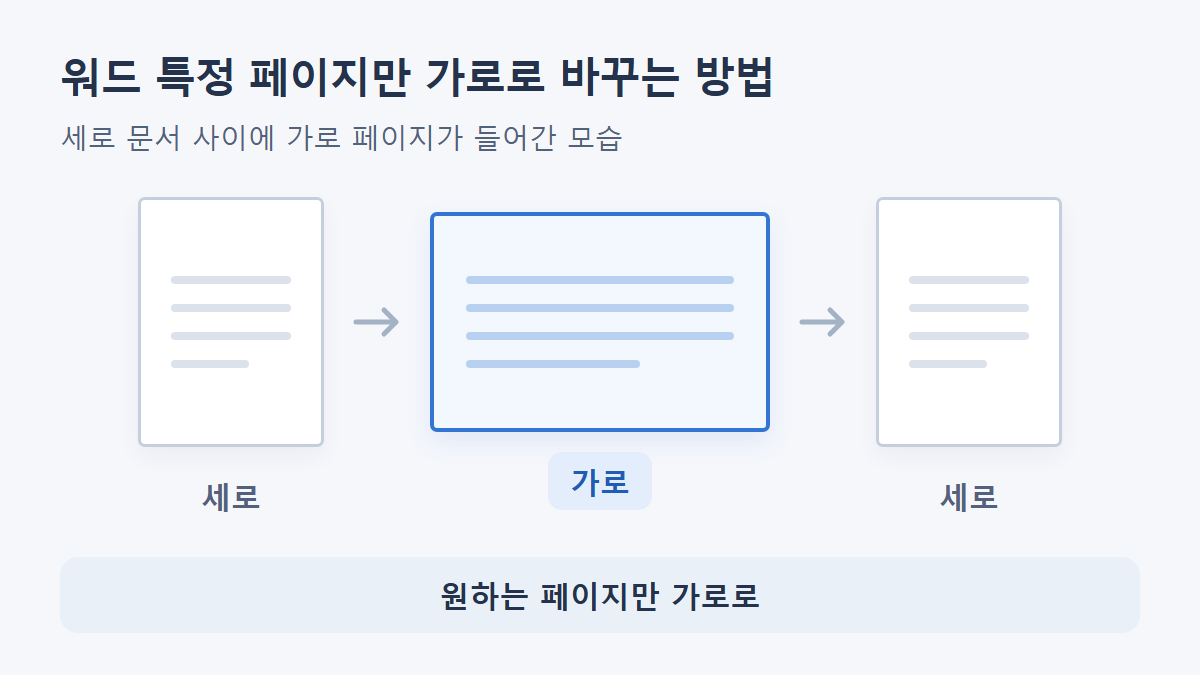 워드 특정 페이지만 가로로 바꾸는 방법
세로 문서 사이에 가로 페이지가 들어간 모습
세로
가로
세로
원하는 페이지만 가로로